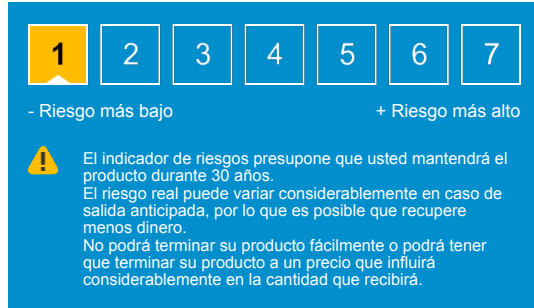 1 2 3 4 5 6 7
- Riesgo más bajo + Riesgo más alto
El indicador de riesgos presupone que usted mantendrá el
producto durante 30 años.
El riesgo real puede variar considerablemente en caso de
salida anticipada, por lo que es posible que recupere
menos dinero.
No podrá terminar su producto fácilmente o podrá tener
que terminar su producto a un precio que influirá
considerablemente en la cantidad que recibirá.